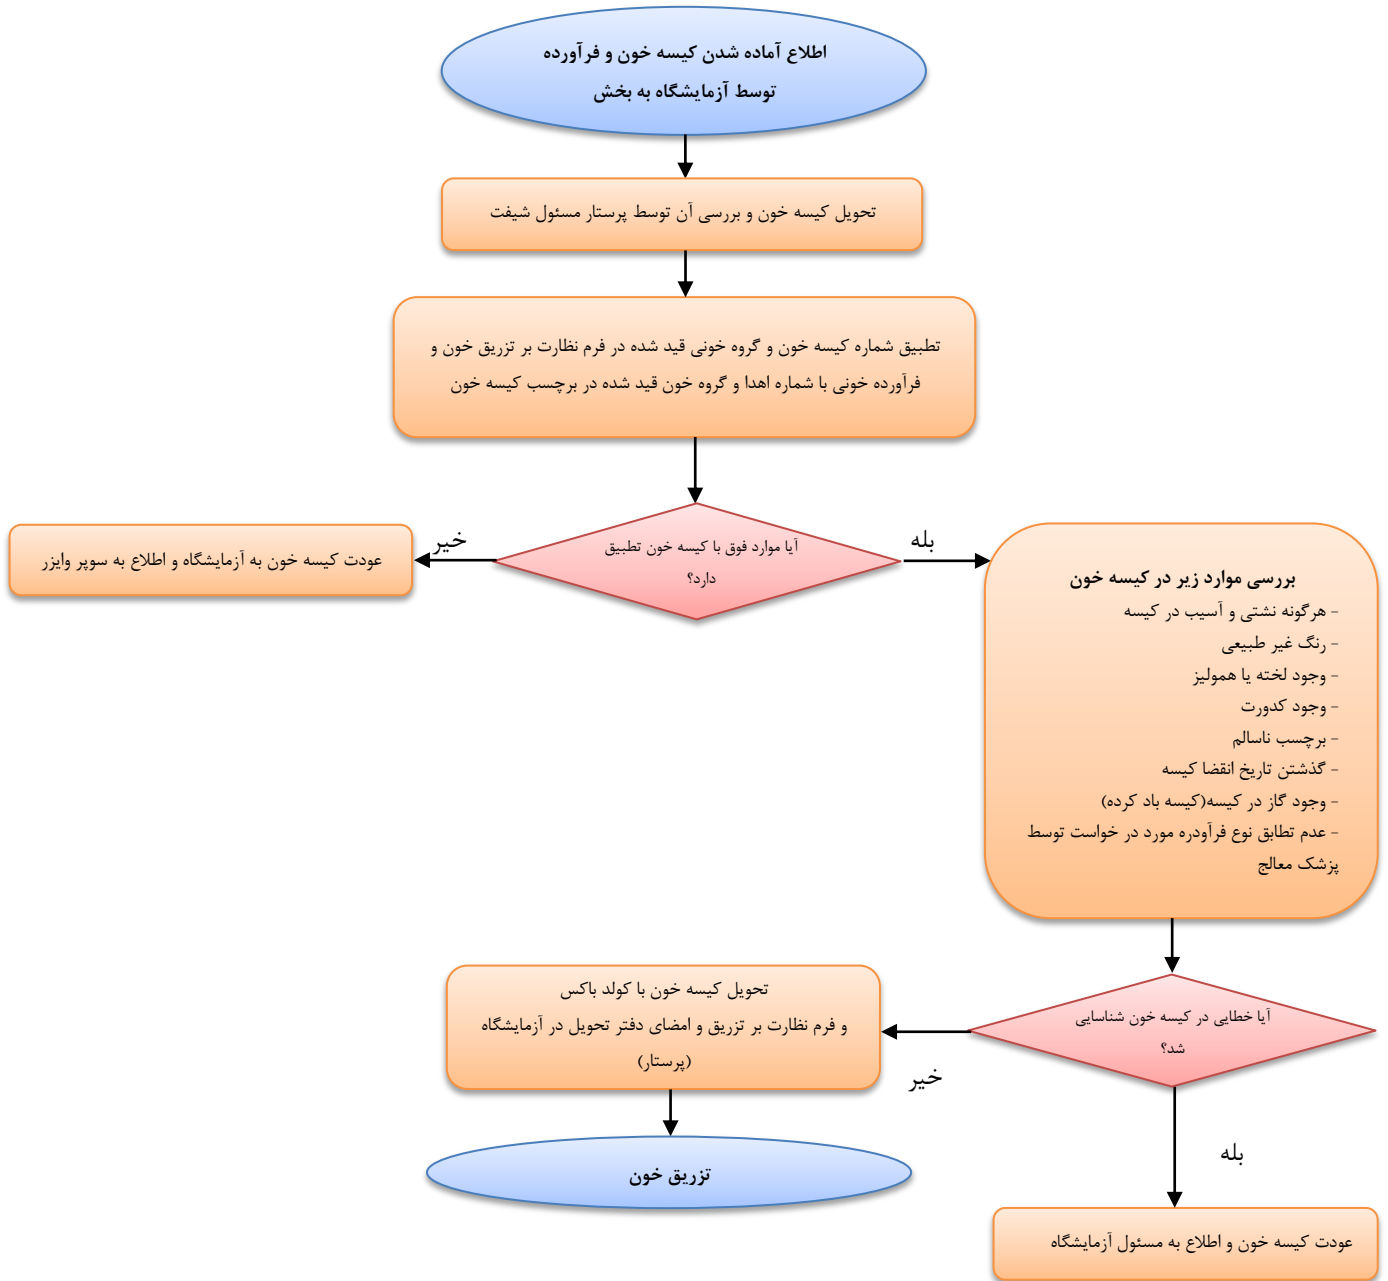 اطلاع آماده شدن کیسه خون و فرآورده
توسط آزمایشگاه به بخش
تحویل کیسه خون و بررسی آن توسط پرستار مسئول شیفت
تطبیق شماره کیسه خون و گروه خونی قید شده در فرم نظارت بر تزریق خون و
فرآورده خونی با شماره اهدا و گروه خون قید شده در برچسب کیسه خون
آیا موارد فوق با کیسه خون تطبیق
دارد؟
بله
خیر
عودت کیسه خون به آزمایشگاه و اطلاع به سوپر وایزر
بررسی موارد زیر در کیسه خون
- هرگونه نشتی و آسیب در کیسه
- رنگ غیر طبیعی
- وجود لخته یا همولیز
- وجود کدورت
- برچسب ناسالم
- گذشتن تاریخ انقضا کیسه
- وجود گاز در کیسه(کیسه باد کرده)
- عدم تطابق نوع فرآودره مورد در خواست توسط
پزشک معالج
آیا خطایی در کیسه خون شناسایی
شد؟
خیر
تحویل کیسه خون با کولد باکس
و فرم نظارت بر تزریق و امضای دفتر تحویل در آزمایشگاه
(پرستار)
تزریق خون
بله
عودت کیسه خون و اطلاع به مسئول آزمایشگاه